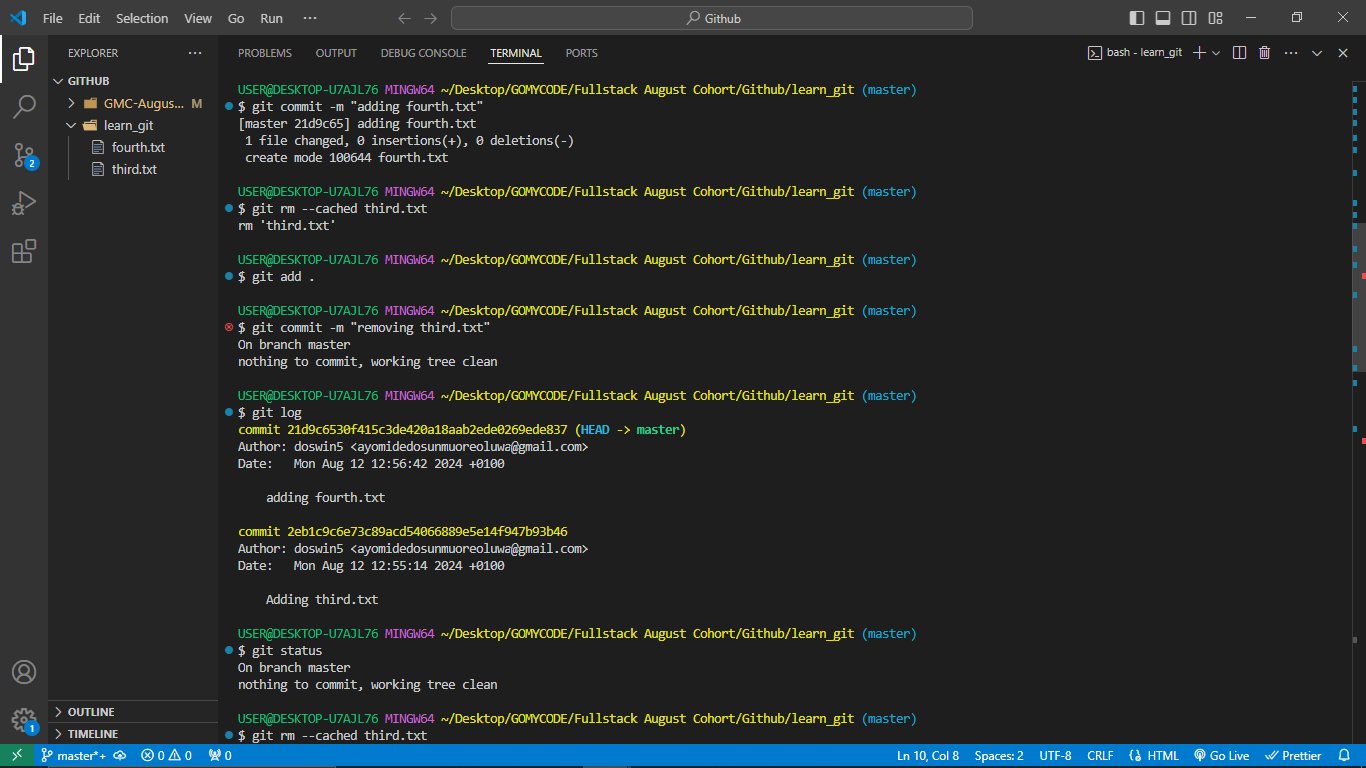 File Edit Selection View Go Run ··· Github
EXPLORER ···
GITHUB
GMC-Augus... M
learn_git
fourth.txt
third.txt
2
1
OUTLINE
TIMELINE
PROBLEMS OUTPUT DEBUG CONSOLE TERMINAL PORTS bash - learn_git ···
USER@DESKTOP-U7AJL76 MINGW64 ~/Desktop/GOMYCODE/Fullstack August Cohort/Github/learn_git (master)
$ git commit -m "adding fourth.txt"
[master 21d9c65] adding fourth.txt
1 file changed, 0 insertions(+), 0 deletions(-)
create mode 100644 fourth.txt
USER@DESKTOP-U7AJL76 MINGW64 ~/Desktop/GOMYCODE/Fullstack August Cohort/Github/learn_git (master)
$ git rm --cached third.txt
rm 'third.txt'
USER@DESKTOP-U7AJL76 MINGW64 ~/Desktop/GOMYCODE/Fullstack August Cohort/Github/learn_git (master)
$ git add .
USER@DESKTOP-U7AJL76 MINGW64 ~/Desktop/GOMYCODE/Fullstack August Cohort/Github/learn_git (master)
$ git commit -m "removing third.txt"
On branch master
nothing to commit, working tree clean
USER@DESKTOP-U7AJL76 MINGW64 ~/Desktop/GOMYCODE/Fullstack August Cohort/Github/learn_git (master)
$ git log
commit 21d9c6530f415c3de420a18aab2ede0269ede837 (HEAD -> master)
Author: doswin5 <ayomidedosunmuoreoluwa@gmail.com>
Date: Mon Aug 12 12:56:42 2024 +0100
adding fourth.txt
commit 2eb1c9c6e73c89acd54066889e5e14f947b93b46
Author: doswin5 <ayomidedosunmuoreoluwa@gmail.com>
Date: Mon Aug 12 12:55:14 2024 +0100
Adding third.txt
USER@DESKTOP-U7AJL76 MINGW64 ~/Desktop/GOMYCODE/Fullstack August Cohort/Github/learn_git (master)
$ git status
On branch master
nothing to commit, working tree clean
USER@DESKTOP-U7AJL76 MINGW64 ~/Desktop/GOMYCODE/Fullstack August Cohort/Github/learn_git (master)
$ git rm --cached third.txt
master*+ 0 0 0 Ln 10, Col 8 Spaces: 2 UTF-8 CRLF HTML Go Live Prettier